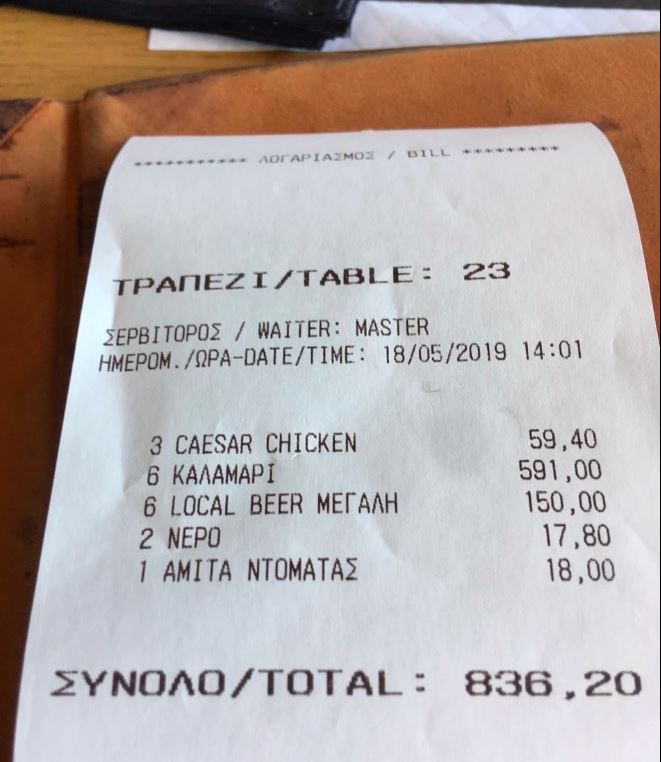 *********** ΛΟΓΑΡΙΑΣΜΟΣ / BILL *********
ΤΡΑΠΕΖΙ/TABLE: 23
ΣΕΡΒΙΤΟΡΟΣ / WAITER: MASTER
ΗΜΕΡΟΜ./ΩΡΑ-DATE/TIME: 18/05/2019 14:01
3 CAESAR CHICKEN 59,40
6 ΚΑΛΑΜΑΡΙ 591,00
6 LOCAL BEER ΜΕΓΑΛΗ 150,00
2 ΝΕΡΟ 17,80
1 ΑΜΙΤΑ ΝΤΟΜΑΤΑΣ 18,00
ΣΥΝΟΛΟ/TOTAL: 836,20